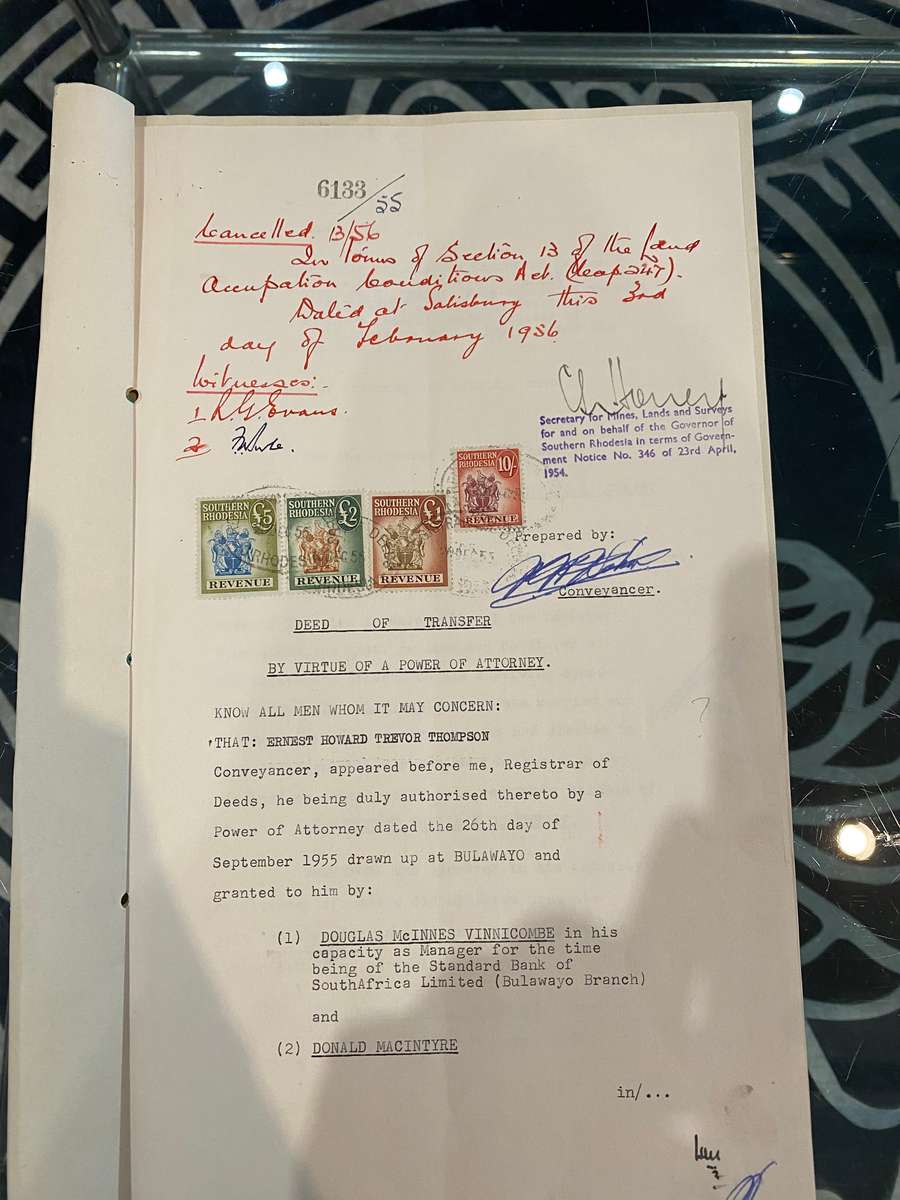 6133/55
Cancelled. 13/56
In Terms of Section 13 of the Land
Occupation Conditions Act. (Cap 247).
Dated at Salisbury this 3rd
day of February 1956
Witnesses:-
1 L.G. Evans.
2
Secretary for Mines, Lands and Surveys
for and on behalf of the Governor of
Southern Rhodesia in terms of Govern-
ment Notice No. 346 of 23rd April,
1954.
SOUTHERN RHODESIA £5 REVENUE
SOUTHERN RHODESIA £2 REVENUE
SOUTHERN RHODESIA £1 REVENUE
SOUTHERN RHODESIA 10/- REVENUE
Prepared by:
Conveyancer.
DEED OF TRANSFER
BY VIRTUE OF A POWER OF ATTORNEY.
KNOW ALL MEN WHOM IT MAY CONCERN:
THAT: ERNEST HOWARD TREVOR THOMPSON
Conveyancer, appeared before me, Registrar of
Deeds, he being duly authorised thereto by a
Power of Attorney dated the 26th day of
September 1955 drawn up at BULAWAYO and
granted to him by:
(1) DOUGLAS McINNES VINNICOMBE in his
capacity as Manager for the time
being of the Standard Bank of
SouthAfrica Limited (Bulawayo Branch)
and
(2) DONALD MACINTYRE
in/...